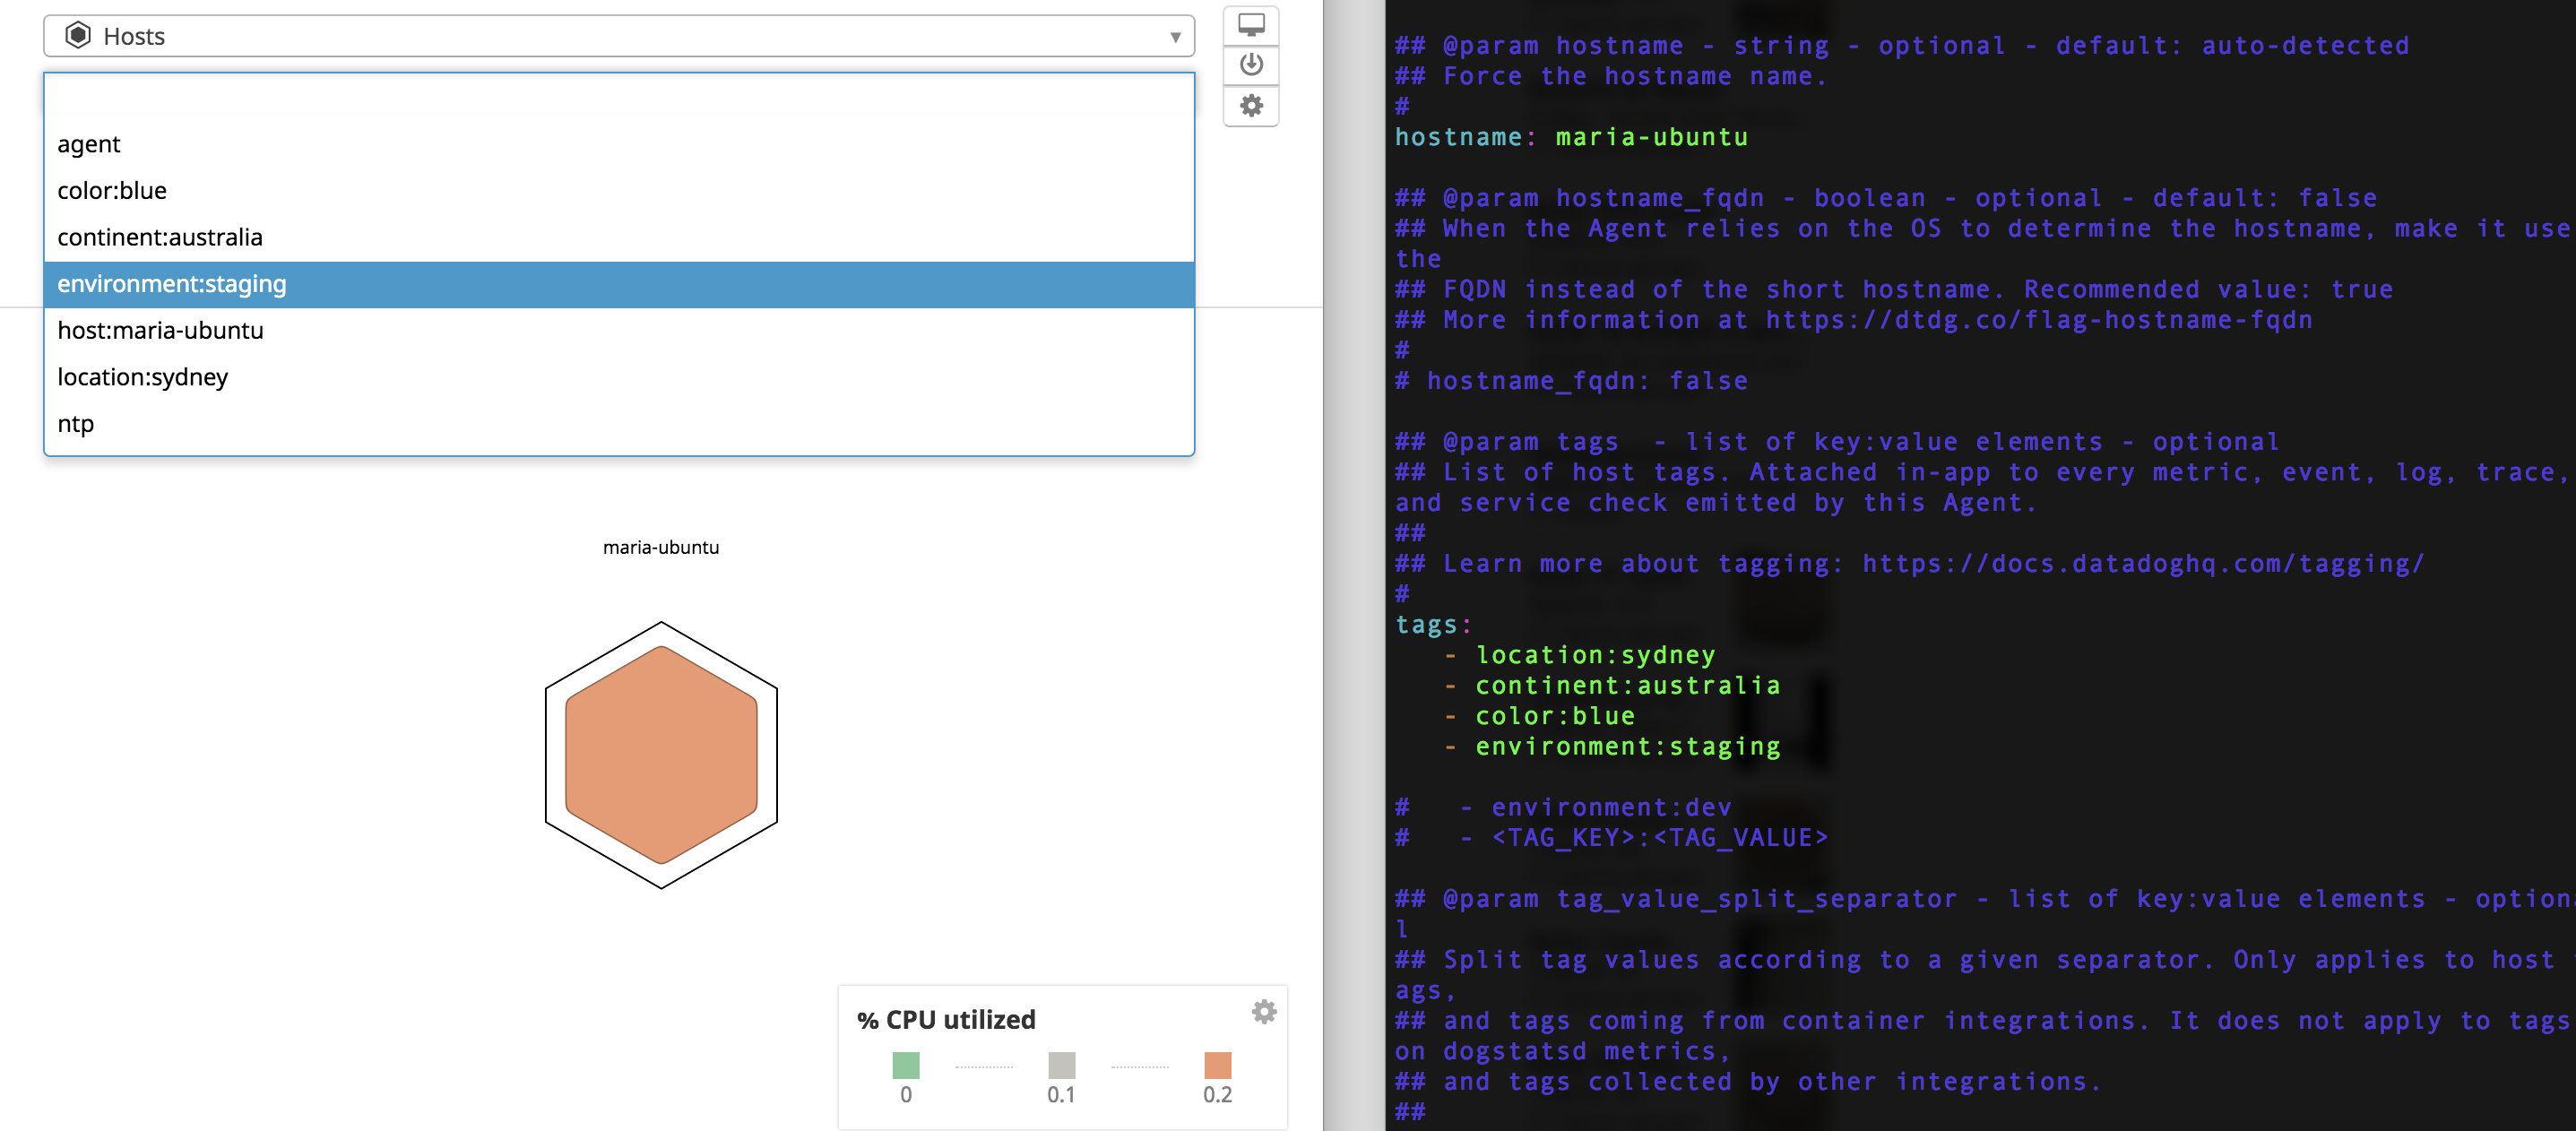 Hosts
agent
color:blue
continent:australia
environment:staging
host:maria-ubuntu
location:sydney
ntp
maria-ubuntu
% CPU utilized
0
0.1
0.2
## @param hostname - string - optional - default: auto-detected
## Force the hostname name.
#
hostname: maria-ubuntu
## @param hostname_fqdn - boolean - optional - default: false
## When the Agent relies on the OS to determine the hostname, make it use
the
## FQDN instead of the short hostname. Recommended value: true
## More information at https://dtdg.co/flag-hostname-fqdn
#
# hostname_fqdn: false
## @param tags  - list of key:value elements - optional
## List of host tags. Attached in-app to every metric, event, log, trace,
and service check emitted by this Agent.
##
## Learn more about tagging: https://docs.datadoghq.com/tagging/
#
tags:
   - location:sydney
   - continent:australia
   - color:blue
   - environment:staging
#   - environment:dev
#   - <TAG_KEY>:<TAG_VALUE>
## @param tag_value_split_separator - list of key:value elements - option
l
## Split tag values according to a given separator. Only applies to host
ags,
## and tags coming from container integrations. It does not apply to tags
on dogstatsd metrics,
## and tags collected by other integrations.
##